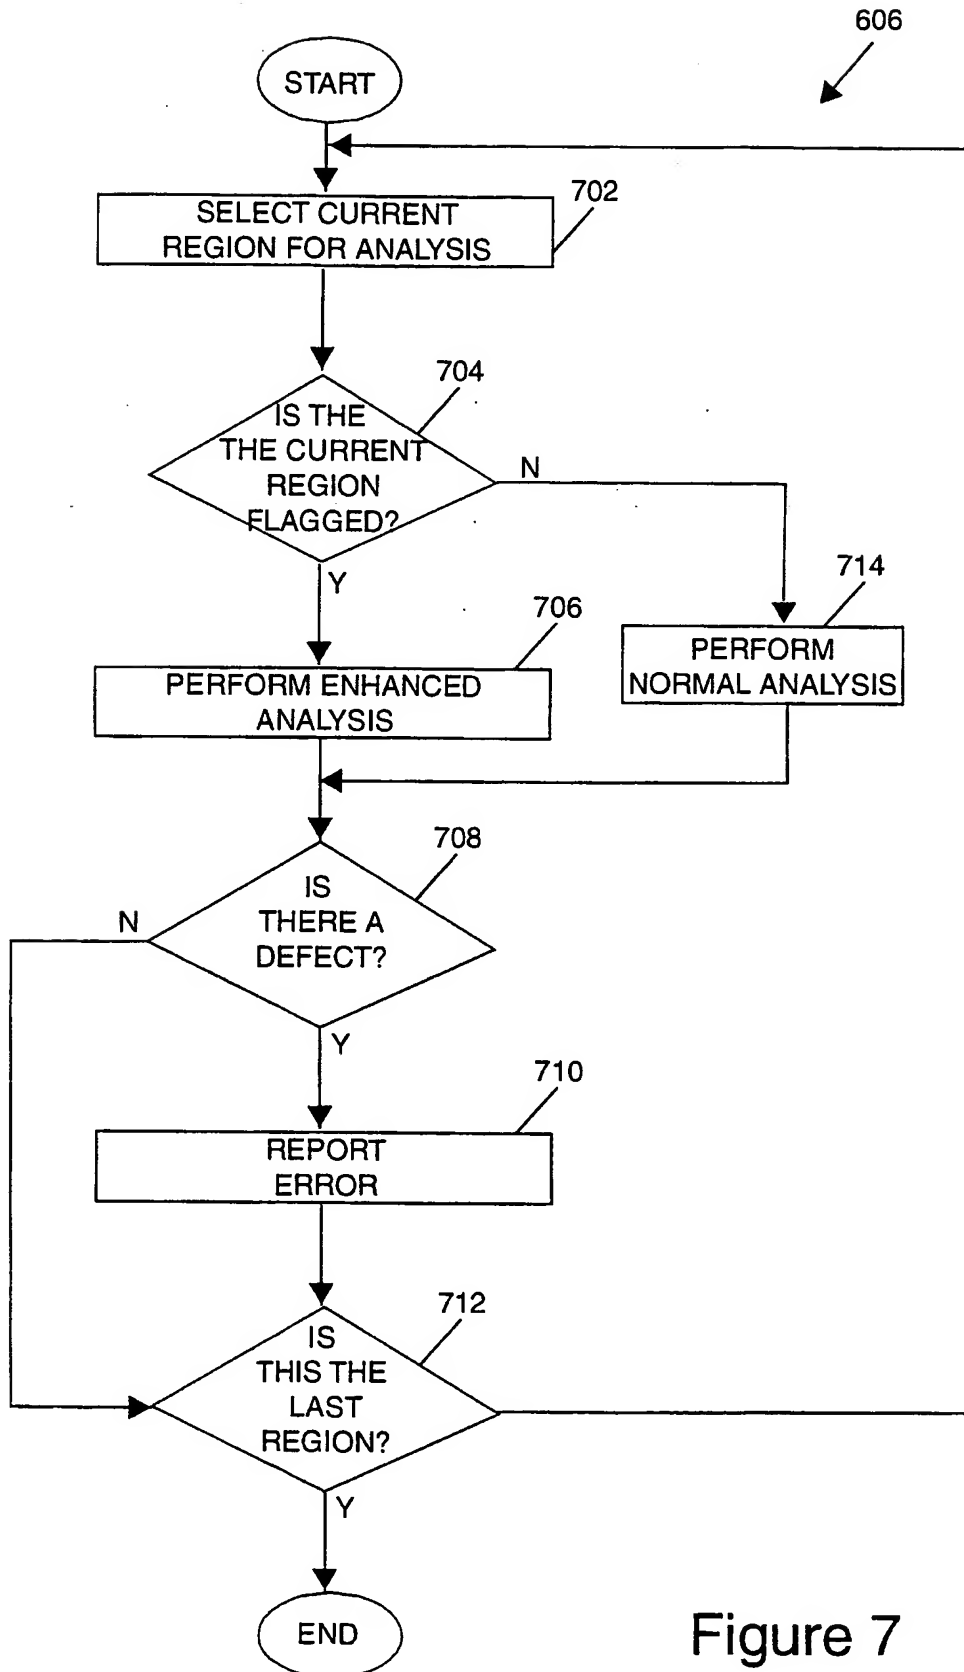 606
START
702
SELECT CURRENT
REGION FOR ANALYSIS
704
IS THE
THE CURRENT
REGION
FLAGGED?
N
Y
714
PERFORM
NORMAL ANALYSIS
706
PERFORM ENHANCED
ANALYSIS
708
IS
THERE A
DEFECT?
N
Y
710
REPORT
ERROR
712
IS
THIS THE
LAST
REGION?
Y
END
Figure 7